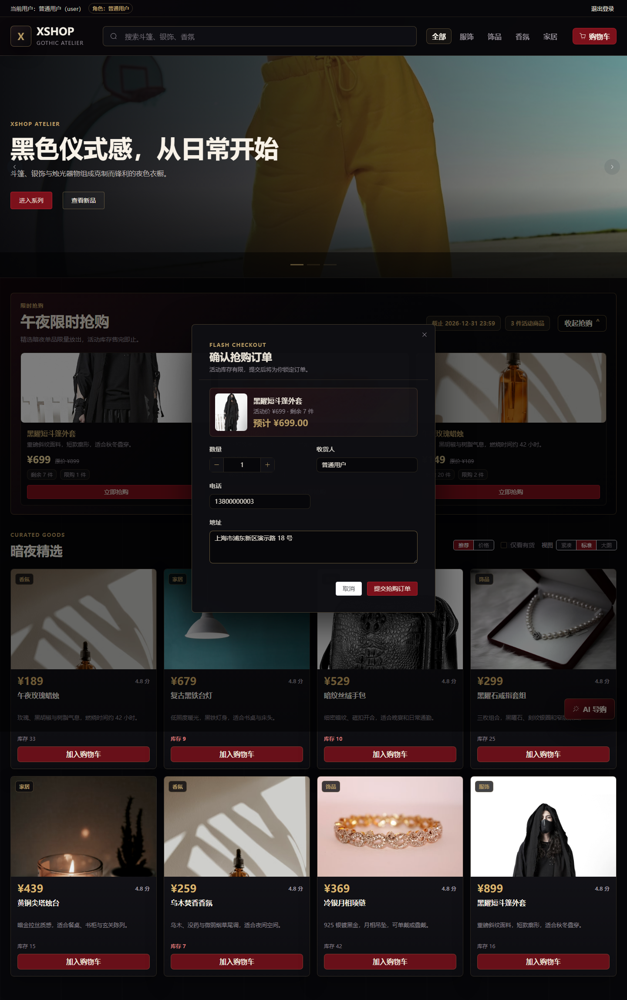 当前用户：普通用户（user）
角色：普通用户
退出登录
X
XSHOP
GOTHIC ATELIER
搜索斗篷、银饰、香氛
全部
服饰
饰品
香氛
家居
购物车
XSHOP ATELIER
黑色仪式感，从日常开始
斗篷、银饰与烛光器物组成克制而锋利的夜色衣橱。
进入系列
查看新品
限时抢购
午夜限时抢购
精选暗夜单品限量放出，活动库存售完即止。
截止 2026-12-31 23:59
3 件活动商品
收起抢购 ^
黑曜短斗篷外套
重磅斜纹面料，短款廓形，适合秋冬叠穿。
¥699 原价 ¥899
剩余 7 件
限购 1 件
立即抢购
玫瑰蜡烛
黑胡椒与树脂气息，燃烧时间约 42 小时。
49 原价 ¥189
20 件
限购 2 件
立即抢购
FLASH CHECKOUT
确认抢购订单
活动库存有限，提交后将为你锁定订单。
黑曜短斗篷外套
活动价 ¥699 · 剩余 7 件
预计 ¥699.00
数量
1
收货人
普通用户
电话
13800000003
地址
上海市浦东新区演示路 18 号
取消
提交抢购订单
CURATED GOODS
暗夜精选
推荐
价格
仅看有货
视图
紧凑
标准
大图
香氛
¥189
4.8 分
午夜玫瑰蜡烛
玫瑰、黑胡椒与树脂气息，燃烧时间约 42 小时。
库存 33
加入购物车
家居
¥679
4.8 分
复古黑铁台灯
低照度暖光，黑铁灯身，适合书桌与床头。
库存 9
加入购物车
¥529
4.8 分
暗纹丝绒手包
细密暗纹、磁扣开合，适合晚宴和日常通勤。
库存 10
加入购物车
饰品
¥299
4.8 分
黑曜石戒指套组
三枚组合，黑曜石、刻纹银圈和窄版
库存 25
加入购物车
AI 导购
家居
¥439
4.8 分
黄铜尖塔烛台
暗金拉丝质感，适合餐桌、书柜与玄关陈列。
库存 15
加入购物车
香氛
¥259
4.8 分
乌木焚香香氛
乌木、没药与微弱烟草尾调，适合夜间空间。
库存 7
加入购物车
饰品
¥369
4.8 分
冷银月相项链
925 银镀黑金，月相吊坠，可单戴或叠戴。
库存 42
加入购物车
服饰
¥899
4.8 分
黑曜短斗篷外套
重磅斜纹面料，短款廓形，适合秋冬叠穿。
库存 16
加入购物车